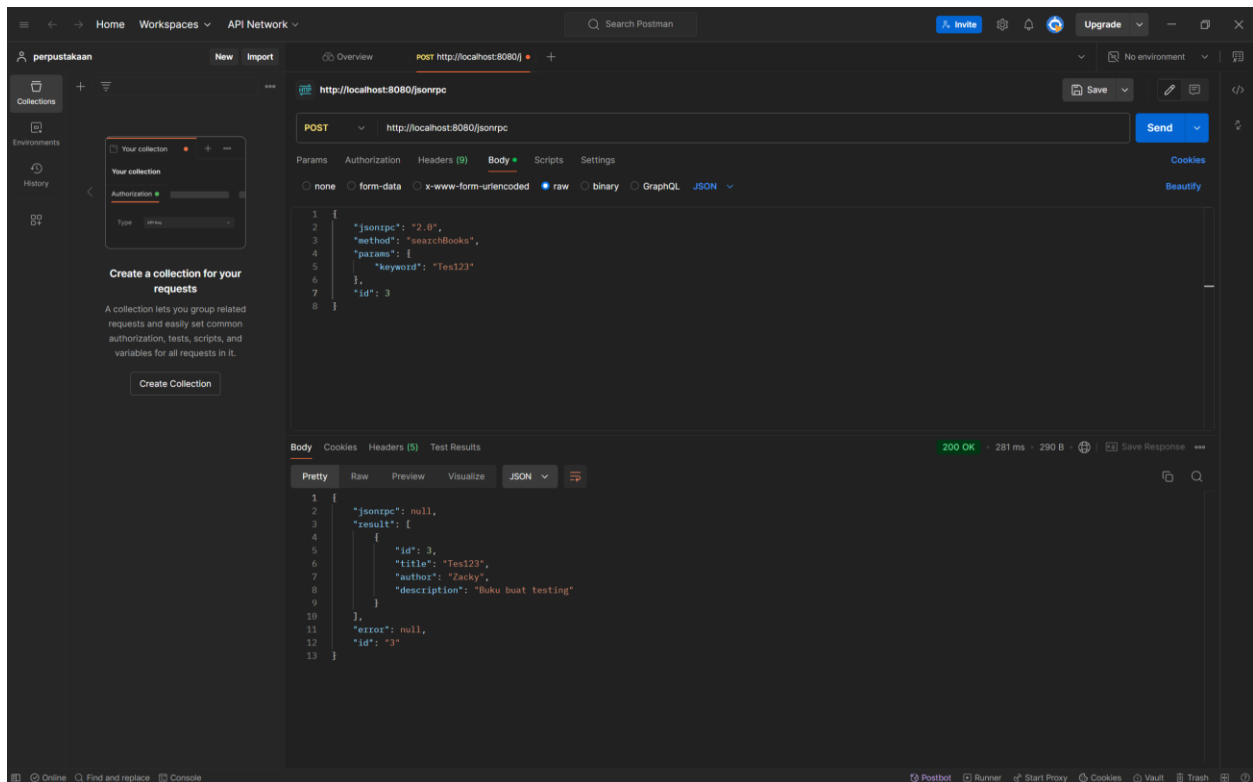 Home Workspaces API Network Search Postman Invite Upgrade
perpustakaan New Import Overview POST http://localhost:8080/j No environment
Collections
Environments
History
Your collecton
Your collection
Authorization
Type API Key
Create a collection for your
requests
A collection lets you group related
requests and easily set common
authorization, tests, scripts, and
variables for all requests in it.
Create Collection
HTTP http://localhost:8080/jsonrpc Save
POST http://localhost:8080/jsonrpc Send
Params Authorization Headers (9) Body Scripts Settings Cookies
none form-data x-www-form-urlencoded raw binary GraphQL JSON Beautify
1 {
2 "jsonrpc": "2.0",
3 "method": "searchBooks",
4 "params": {
5 "keyword": "Tes123"
6 },
7 "id": 3
8 }
Body Cookies Headers (5) Test Results 200 OK 281 ms 290 B Save Response
Pretty Raw Preview Visualize JSON
1 {
2 "jsonrpc": null,
3 "result": [
4 {
5 "id": 3,
6 "title": "Tes123",
7 "author": "Zacky",
8 "description": "Buku buat testing"
9 }
10 ],
11 "error": null,
12 "id": "3"
13 }
Online Find and replace Console Postbot Runner Start Proxy Cookies Vault Trash